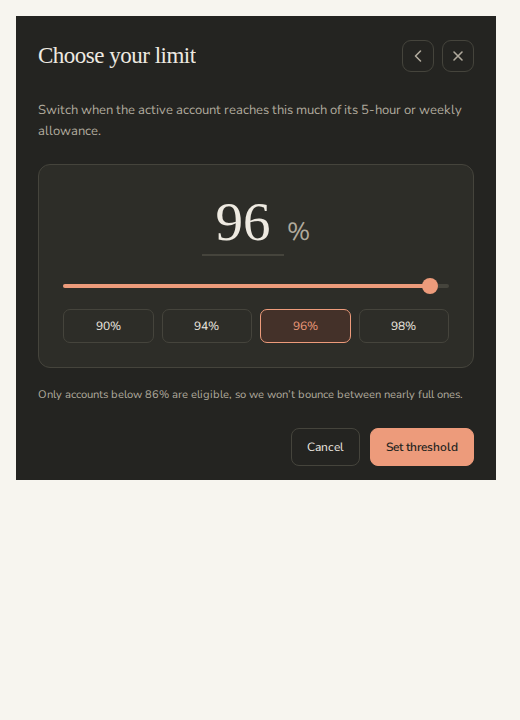 Choose your limit
Switch when the active account reaches this much of its 5-hour or weekly
allowance.
96 %
90% 94% 96% 98%
Only accounts below 86% are eligible, so we won’t bounce between nearly full ones.
Cancel Set threshold